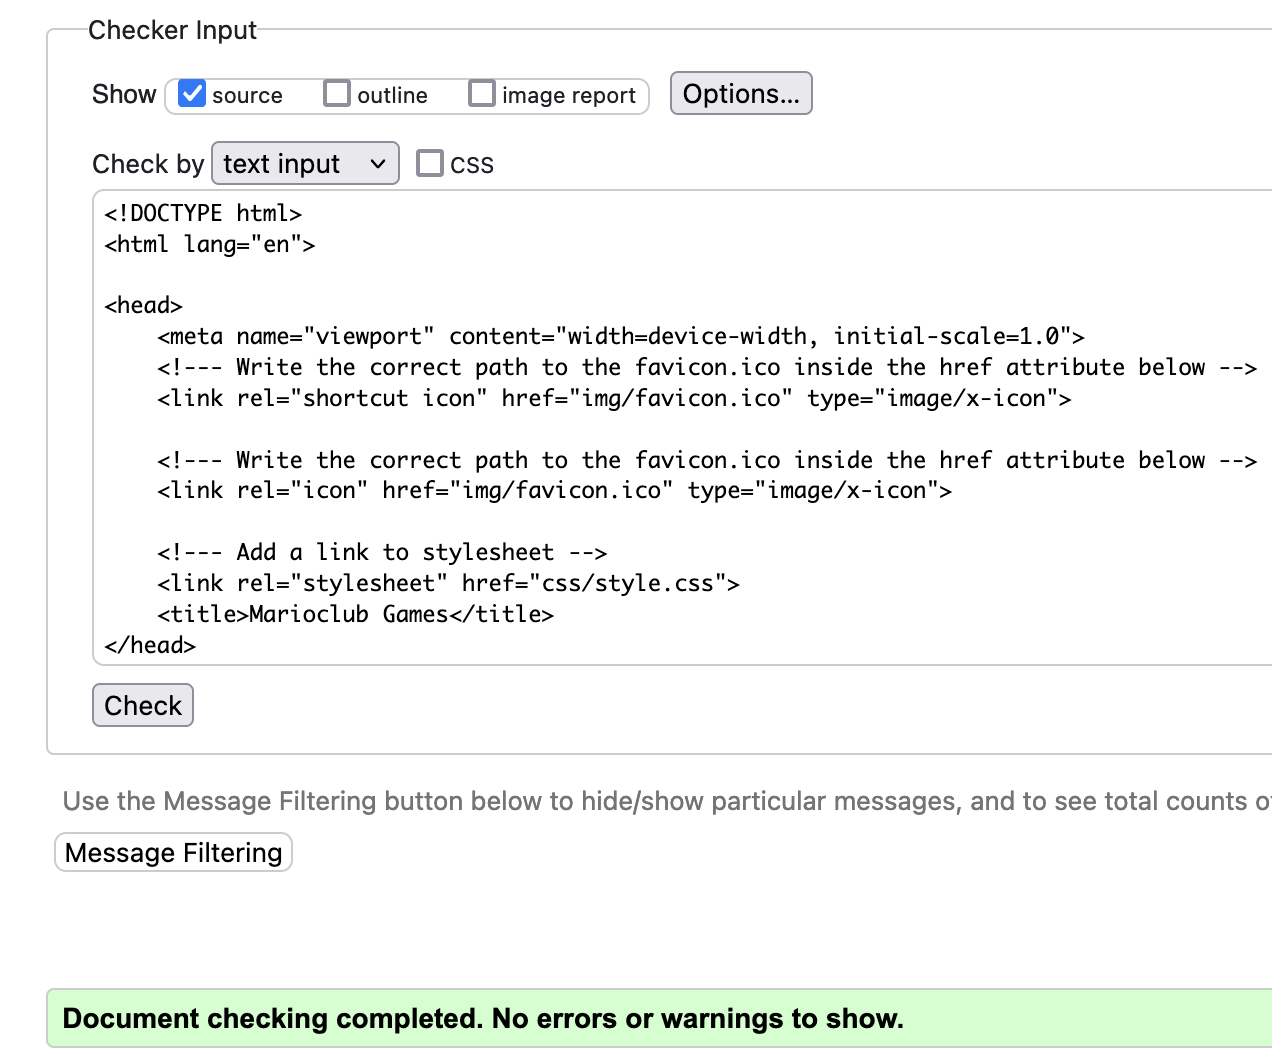 Checker Input
Show source outline image report Options...
Check by text input CSS
<!DOCTYPE html>
<html lang="en">
<head>
<meta name="viewport" content="width=device-width, initial-scale=1.0">
<!--- Write the correct path to the favicon.ico inside the href attribute below -->
<link rel="shortcut icon" href="img/favicon.ico" type="image/x-icon">
<!--- Write the correct path to the favicon.ico inside the href attribute below -->
<link rel="icon" href="img/favicon.ico" type="image/x-icon">
<!--- Add a link to stylesheet -->
<link rel="stylesheet" href="css/style.css">
<title>Marioclub Games</title>
</head>
Check
Use the Message Filtering button below to hide/show particular messages, and to see total counts
Message Filtering
Document checking completed. No errors or warnings to show.